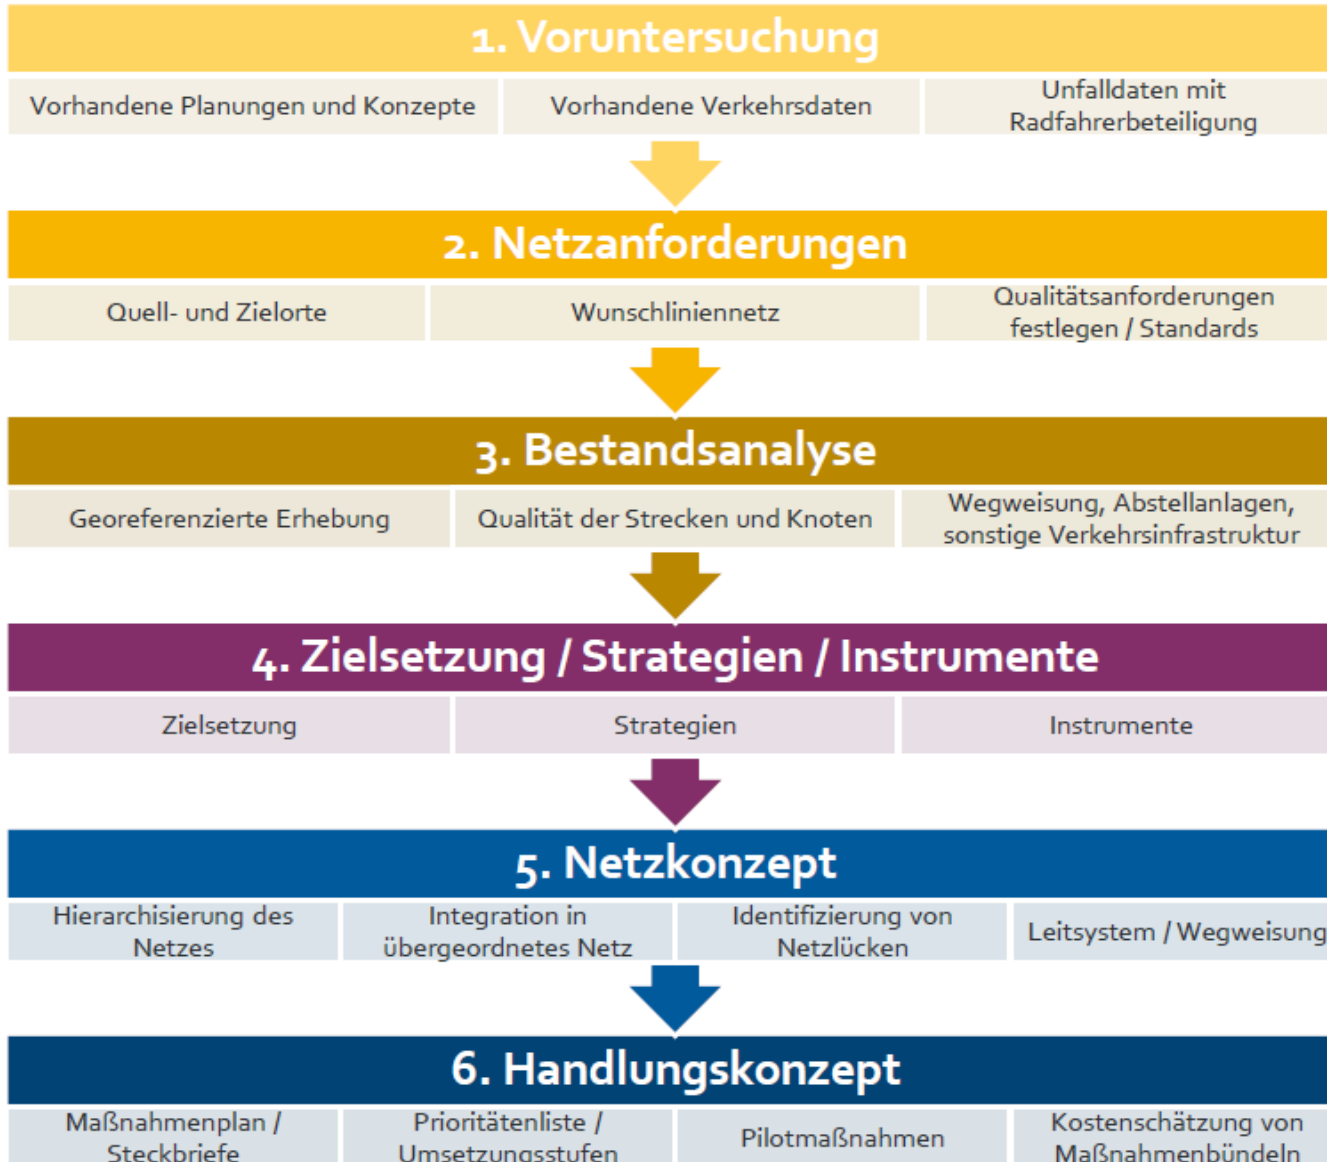 1. Voruntersuchung
Vorhandene Planungen und Konzepte
Vorhandene Verkehrsdaten
Unfalldaten mit
Radfahrerbeteiligung
2. Netzanforderungen
Quell- und Zielorte
Wunschliniennetz
Qualitätsanforderungen
festlegen / Standards
3. Bestandsanalyse
Georeferenzierte Erhebung
Qualität der Strecken und Knoten
Wegweisung, Abstellanlagen,
sonstige Verkehrsinfrastruktur
4. Zielsetzung / Strategien / Instrumente
Zielsetzung
Strategien
Instrumente
5. Netzkonzept
Hierarchisierung des
Netzes
Integration in
übergeordnetes Netz
Identifizierung von
Netzlücken
Leitsystem / Wegweisung
6. Handlungskonzept
Maßnahmenplan /
Steckbriefe
Prioritätenliste /
Umsetzungsstufen
Pilotmaßnahmen
Kostenschätzung von
Maßnahmenbündeln